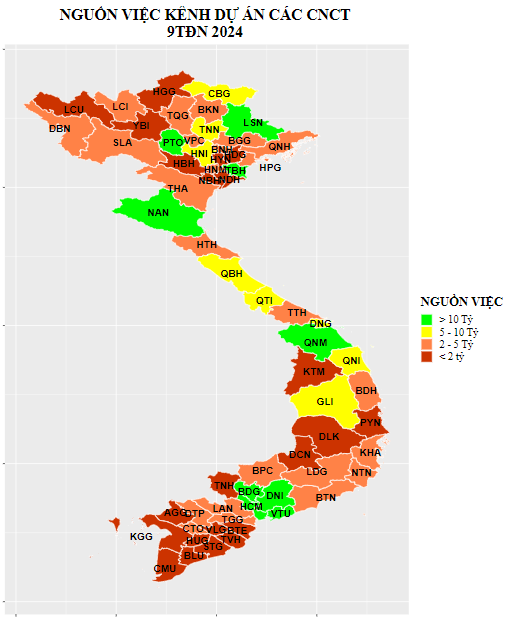 NGUỒN VIỆC KÊNH DỰ ÁN CÁC CNCT
9TĐN 2024
HGG
CBG
LCU
LCI
TQG
BKN
DBN
YBI
TNN
LSN
SLA
PTO
VPC
BGG
QNH
HNI
BNH
HBH
HYN
HDG
HPG
HNM
TBH
NBH
NDH
THA
NAN
HTH
QBH
QTI
TTH
DNG
QNM
QNI
KTM
BDH
GLI
PYN
DLK
KHA
DCN
BPC
LDG
NTN
TNH
BDG
DNI
BTN
HCM
VTU
LAN
AGG
DTP
TGG
CTO
VLG
BTE
KGG
HUG
TVH
STG
BLU
CMU
NGUỒN VIỆC
> 10 Tỷ
5 - 10 Tỷ
2 - 5 Tỷ
< 2 tỷ